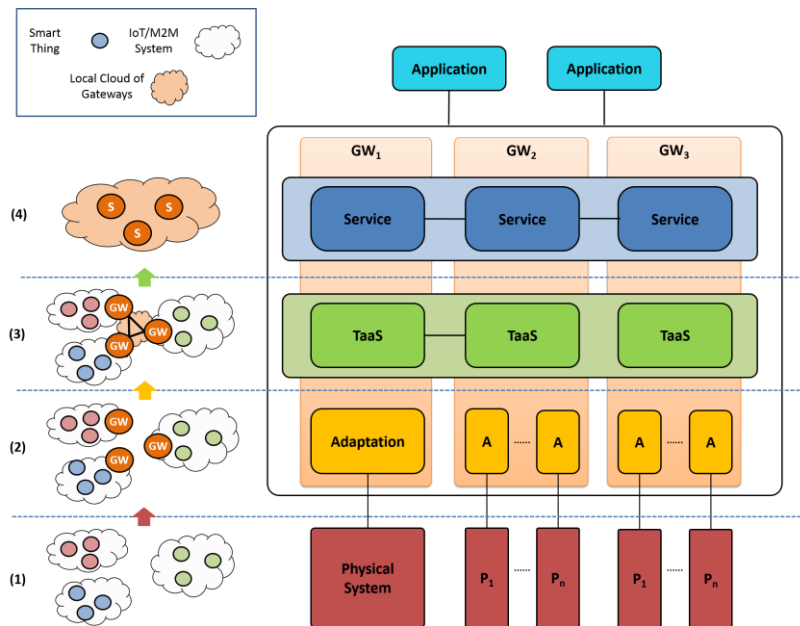 Smart
Thing
IoT/M2M
System
Local Cloud of
Gateways
Application
Application
GW1
GW2
GW3
(4)
S
S
S
Service
Service
Service
(3)
GW
GW
GW
TaaS
TaaS
TaaS
(2)
GW
GW
GW
Adaptation
A
......
A
A
......
A
(1)
Physical
System
P1
......
Pn
P1
......
Pn